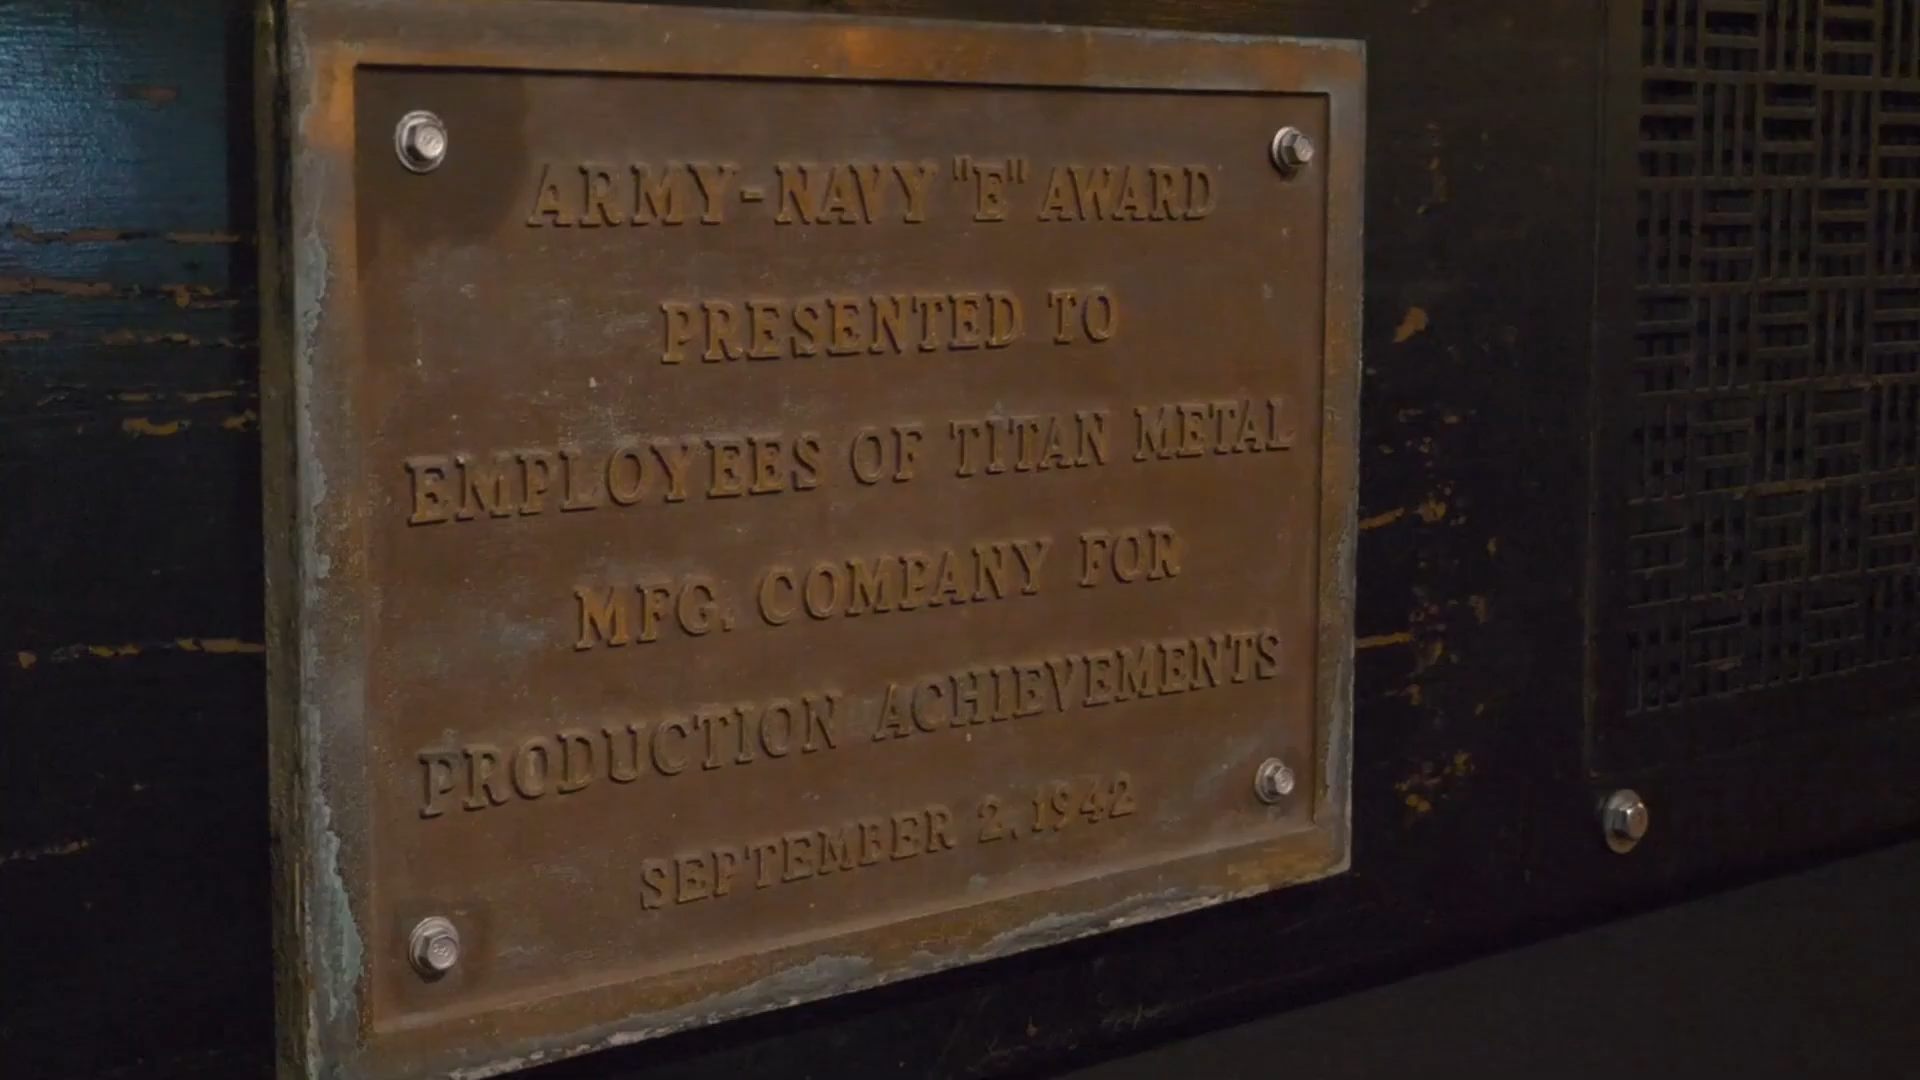 ARMY-NAVY "E" AWARD
PRESENTED TO
EMPLOYEES OF TITAN METAL
MFG. COMPANY FOR
PRODUCTION ACHIEVEMENTS
SEPTEMBER 2, 1942